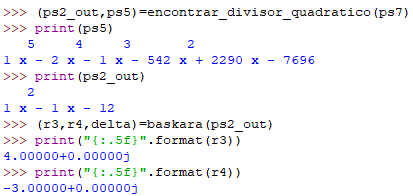 >>> (ps2_out,ps5)=encontrar_divisor_quadratico(ps7)
>>> print(ps5)
5 4 3 2
1 x - 2 x - 1 x - 542 x + 2290 x - 7696
>>> print(ps2_out)
2
1 x - 1 x - 12
>>> (r3,r4,delta)=baskara(ps2_out)
>>> print("{:.5f}".format(r3))
4.00000+0.00000j
>>> print("{:.5f}".format(r4))
-3.00000+0.00000j